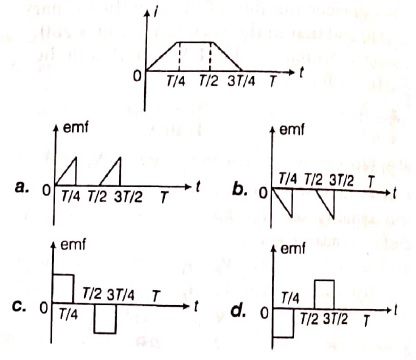 i
0 T/4 T/2 3T/4 T t
emf
a. 0 T/4 T/2 3T/2 T t
emf
b. 0 T/4 T/2 3T/2 T t
emf
c. 0 T/4 T/2 3T/4 T t
emf
d. 0 T/4 T/2 3T/2 T t